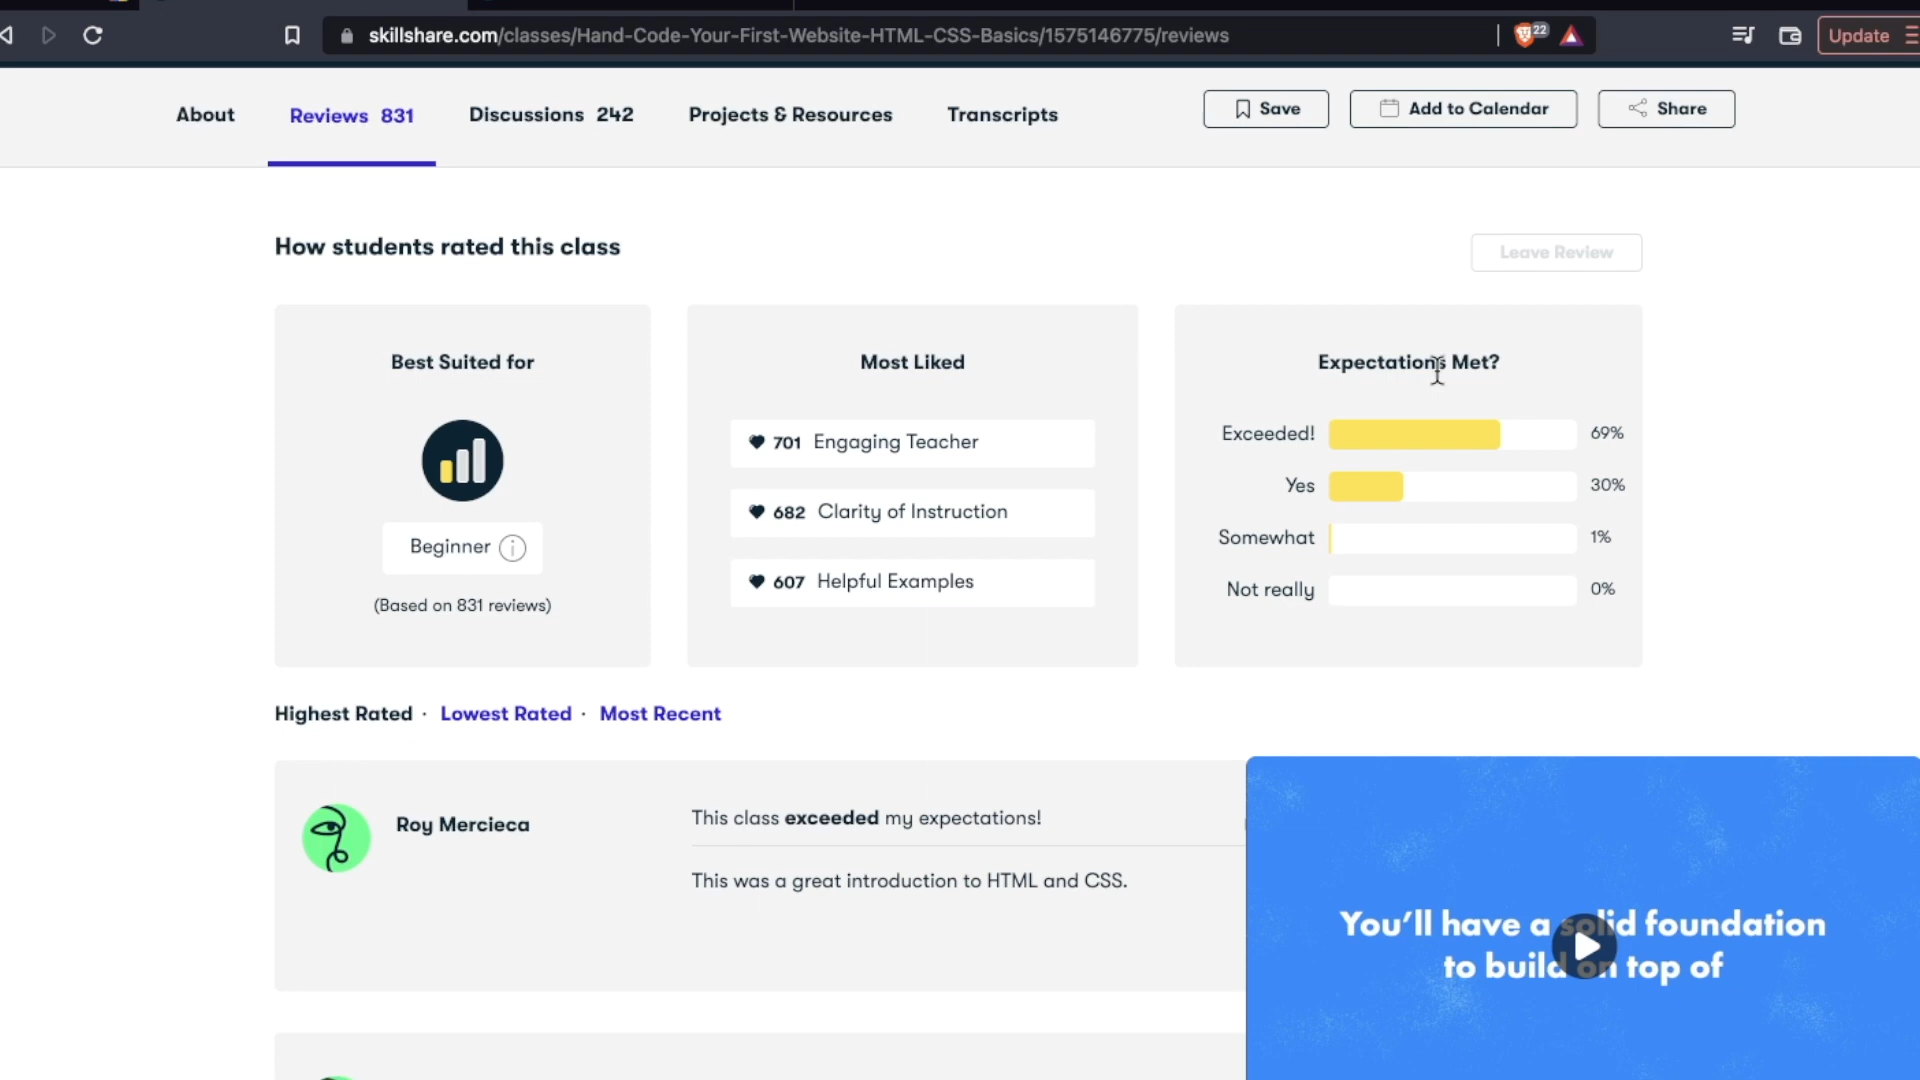 skillshare.com/classes/Hand-Code-Your-First-Website-HTML-CSS-Basics/1575146775/reviews
22
Update
About
Reviews 831
Discussions 242
Projects & Resources
Transcripts
Save
Add to Calendar
Share
How students rated this class
Leave Review
Best Suited for
Beginner
(Based on 831 reviews)
Most Liked
701 Engaging Teacher
682 Clarity of Instruction
607 Helpful Examples
Expectations Met?
Exceeded! 69%
Yes 30%
Somewhat 1%
Not really 0%
Highest Rated · Lowest Rated · Most Recent
Roy Mercieca
This class exceeded my expectations!
This was a great introduction to HTML and CSS.
You'll have a solid foundation
to build on top of